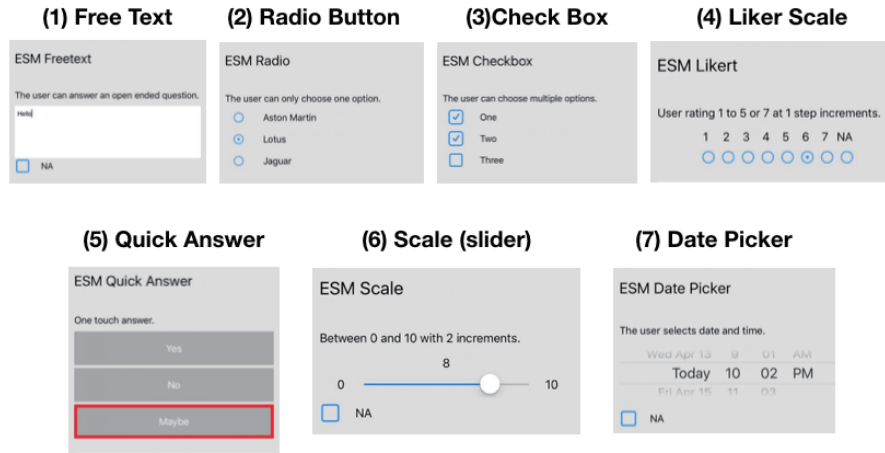 (1) Free Text
ESM Freetext
The user can answer an open ended question.
Hello
NA
(2) Radio Button
ESM Radio
The user can only choose one option.
Aston Martin
Lotus
Jaguar
(3)Check Box
ESM Checkbox
The user can choose multiple options.
One
Two
Three
(4) Liker Scale
ESM Likert
User rating 1 to 5 or 7 at 1 step increments.
1 2 3 4 5 6 7 NA
(5) Quick Answer
ESM Quick Answer
One touch answer.
Yes
No
Maybe
(6) Scale (slider)
ESM Scale
Between 0 and 10 with 2 increments.
8
0 10
NA
(7) Date Picker
ESM Date Picker
The user selects date and time.
Wed Apr 13 9 01 AM
Today 10 02 PM
Fri Apr 15 11 03
NA